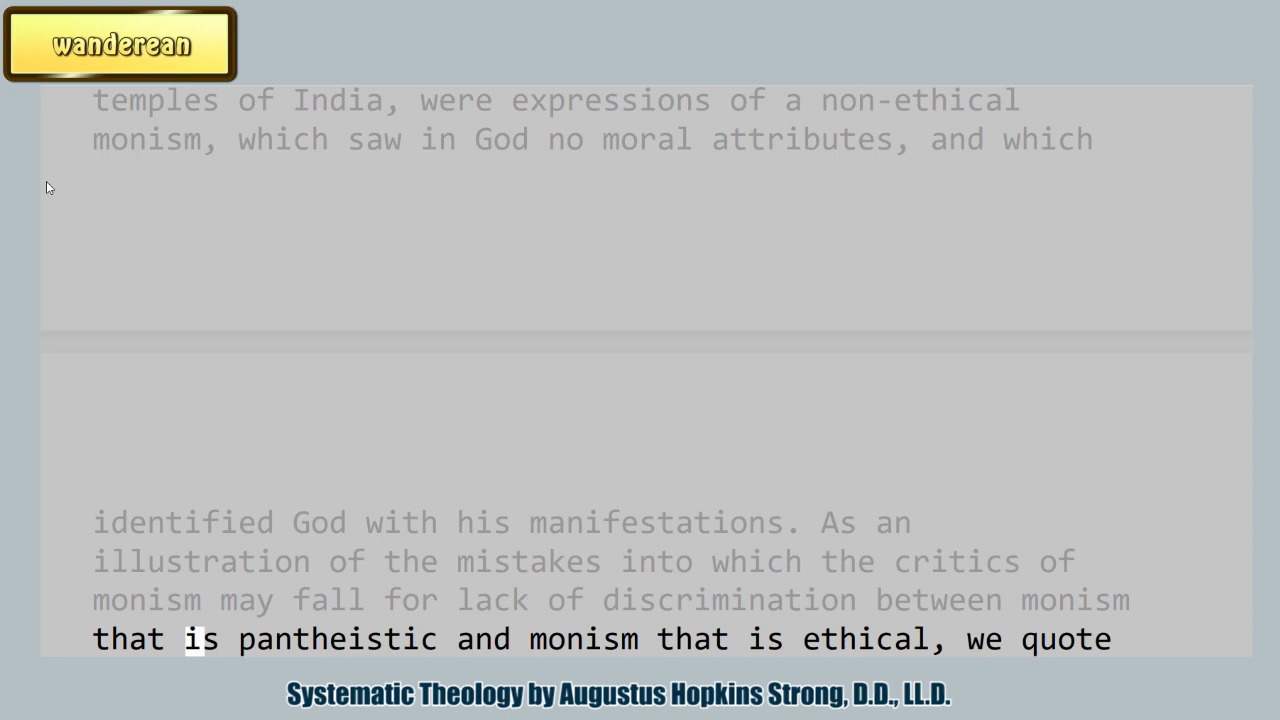 wanderean
temples of India, were expressions of a non-ethical
monism, which saw in God no moral attributes, and which
identified God with his manifestations. As an
illustration of the mistakes into which the critics of
monism may fall for lack of discrimination between monism
that is pantheistic and monism that is ethical, we quote
Systematic Theology by Augustus Hopkins Strong, D.D., LL.D.